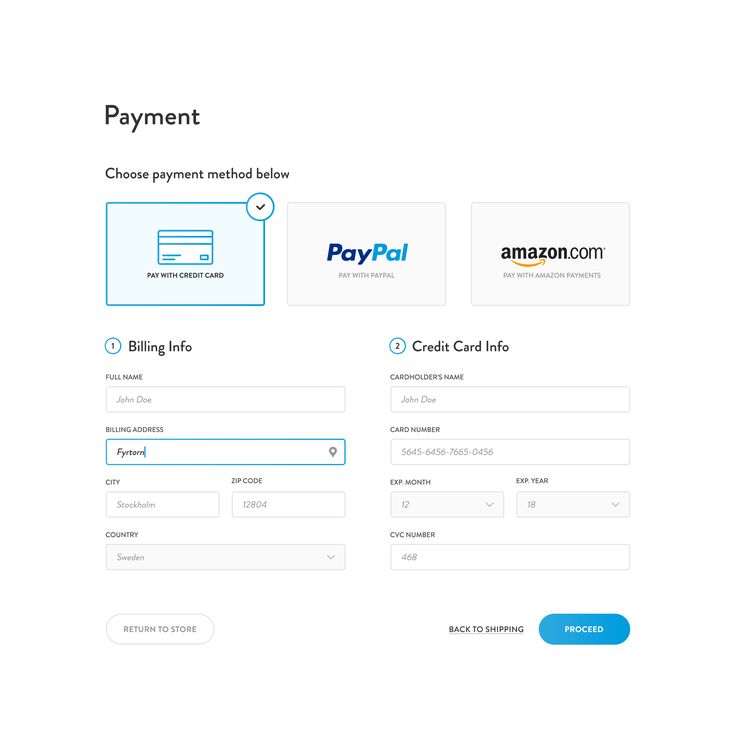 Payment
Choose payment method below
PAY WITH CREDIT CARD
PayPal
PAY WITH PAYPAL
amazon.com
PAY WITH AMAZON PAYMENTS
1 Billing Info
FULL NAME
John Doe
BILLING ADDRESS
Fyrtorn
CITY
Stockholm
ZIP CODE
12804
COUNTRY
Sweden
2 Credit Card Info
CARDHOLDER'S NAME
John Doe
CARD NUMBER
5645-6456-7665-0456
EXP. MONTH
12
EXP. YEAR
18
CVC NUMBER
468
RETURN TO STORE
BACK TO SHIPPING
PROCEED